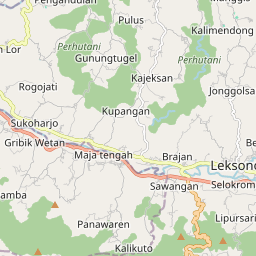 Pulus
Kalimendong
Lor
Perhutani
Gunungtugel
Perhutani
Kajeksan
Rogojati
Jonggolsa
Kupangan
Sukoharjo
Gribik Wetan
Maja tengah
Brajan
Leksono
Sawangan
Selokrom
amba
Lipursari
Panawaren
Kalikuto